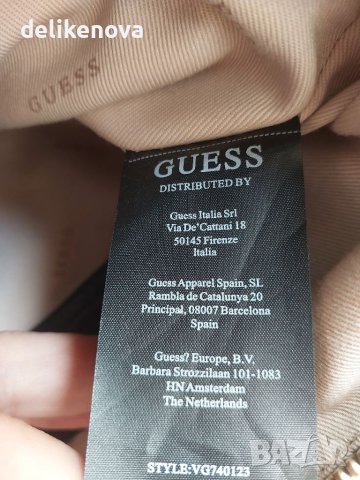 delikenova
GUESS
GUESS
DISTRIBUTED BY
Guess Italia Srl
Via De'Cattani 18
50145 Firenze
Italia
Guess Apparel Spain, SL
Rambla de Catalunya 20
Principal, 08007 Barcelona
Spain
Guess? Europe, B.V.
Barbara Strozzilaan 101-1083
HN Amsterdam
The Netherlands
STYLE:VG740123
BAZAR